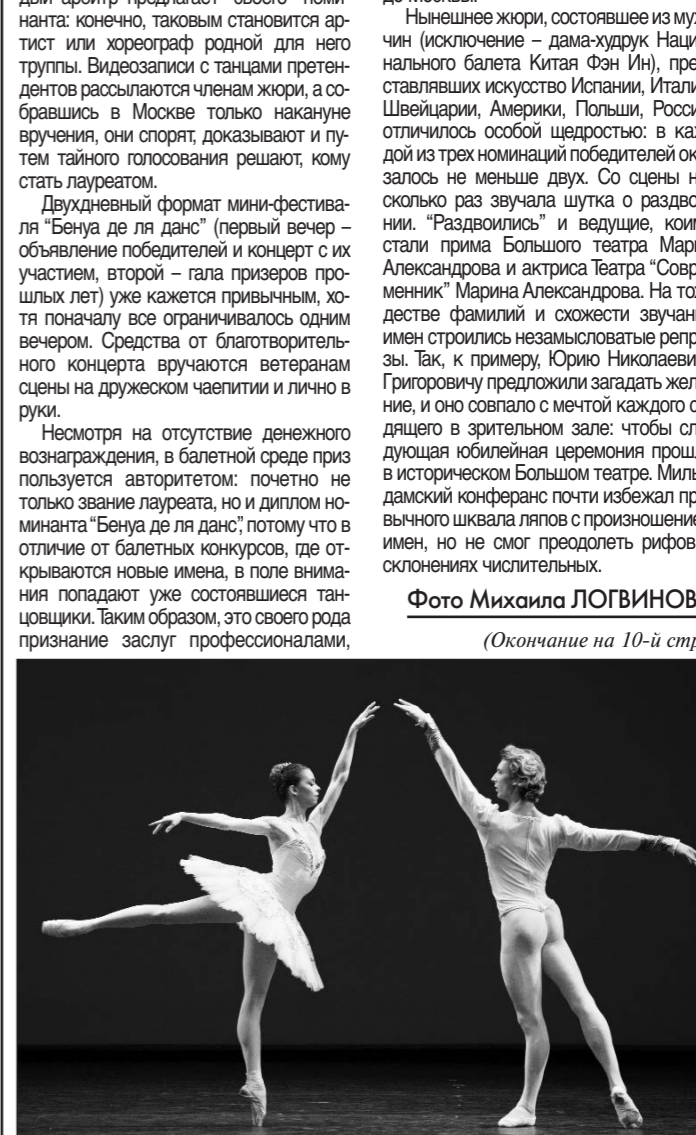 дый арбитр предлагает своего номи-
нанта: конечно, таковым становится ар-
тист или хореограф родной для него
труппы. Видеозаписи с танцами претен-
дентов рассылаются членам жюри, а со-
бравшись в Москве только накануне
вручения, они спорят, доказывают и пу-
тем тайного голосования решают, кому
стать лауреатом.
Двухдневный формат мини-фестива-
ля “Бенуа де ля данс” (первый вечер –
объявление победителей и концерт с их
участием, второй – гала призеров про-
шлых лет) уже кажется привычным, хо-
тя поначалу все ограничивалось одним
вечером. Средства от благотворитель-
ного концерта вручаются ветеранам
сцены на дружеском чаепитии и лично в
руки.
Несмотря на отсутствие денежного
вознаграждения, в балетной среде приз
пользуется авторитетом: почетно не
только звание лауреата, но и диплом но-
минанта “Бенуа де ля данс”, потому что в
отличие от балетных конкурсов, где от-
крываются новые имена, в поле внима-
ния попадают уже состоявшиеся тан-
цовщики. Таким образом, это своего рода
признание заслуг профессионалами,
до Москвы.
Нынешнее жюри, состоявшее из муж
чин (исключение – дама-худрук Наци
нального балета Китая Фэн Ин), пре
ставлявших искусство Испании, Итали
Швейцарии, Америки, Польши, Росси
отличилось особой щедростью: в каж
дой из трех номинаций победителей ок
залось не меньше двух. Со сцены н
сколько раз звучала шутка о раздво
нии. “Раздвоились” и ведущие, коим
стали прима Большого театра Мари
Александрова и актриса Театра “Совр
менник” Марина Александрова. На тож
дестве фамилий и схожести звучани
имен строились незамысловатые репр
зы. Так, к примеру, Юрию Николаеви
Григоровичу предложили загадать жел
ние, и оно совпало с мечтой каждого с
дящего в зрительном зале: чтобы сл
дующая юбилейная церемония прошл
в историческом Большом театре. Милы
дамский конферанс почти избежал пр
вычного шквала ляпов с произношение
имен, но не смог преодолеть рифов
склонениях числительных.
Фото Михаила ЛОГВИНОВ
(Окончание на 10-й стр